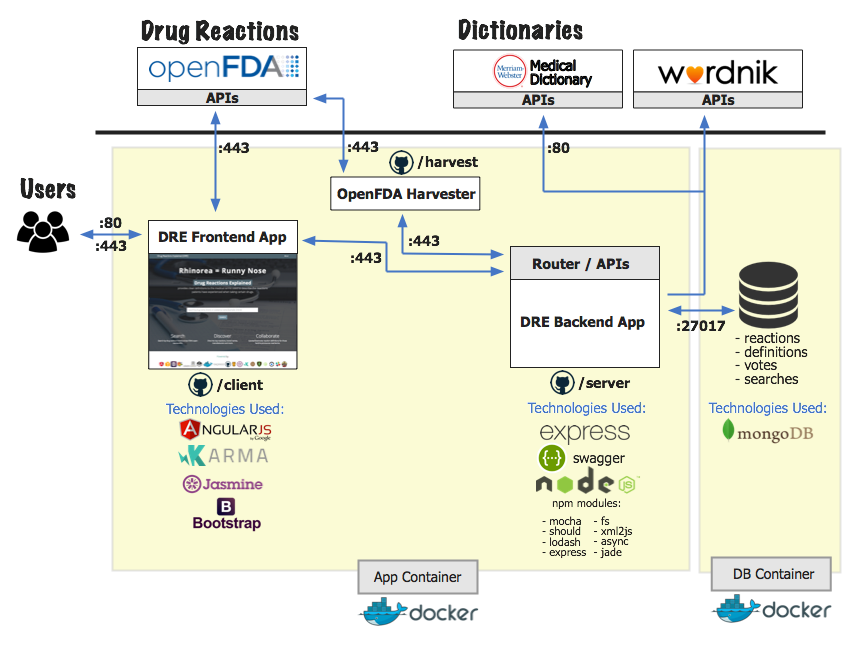 Drug Reactions
openFDA
APIs
Dictionaries
Merriam-
Webster
Medical
Dictionary
APIs
wordnik
APIs
:443
:443
:80
/harvest
OpenFDA Harvester
Users
:80
:443
DRE Frontend App
:443
:443
Router / APIs
DRE Backend App
:27017
Rhinorea = Runny Nose
Drug Reactions Explained
Search
Discover
Collaborate
- reactions
- definitions
- votes
- searches
/client
/server
Technologies Used:
ANGULARJS
by Google
KARMA
Jasmine
B
Bootstrap
Technologies Used:
express
{···}
swagger
node
JS
npm modules:
- mocha
- should
- lodash
- express
- fs
- xml2js
- async
- jade
Technologies Used:
mongoDB
App Container
docker
DB Container
docker